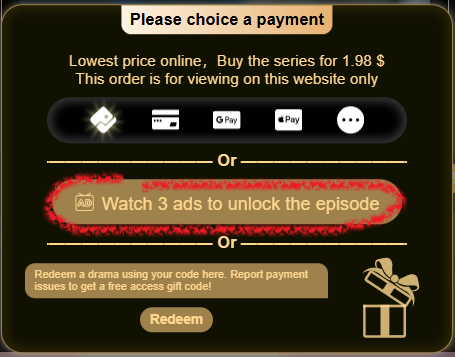 Please choice a payment
Lowest price online，Buy the series for 1.98 $
This order is for viewing on this website only
G Pay Pay
Or
AD Watch 3 ads to unlock the episode
Or
Redeem a drama using your code here. Report payment
issues to get a free access gift code!
Redeem